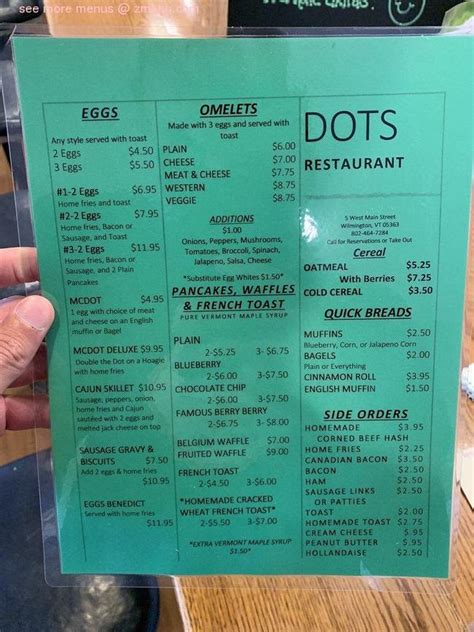 see more menus @ zmenu.com
EGGS
Any style served with toast
2 Eggs $4.50
3 Eggs $5.50
#1-2 Eggs $6.95
Home fries and toast
#2-2 Eggs $7.95
Home fries, Bacon or
Sausage, and Toast
#3-2 Eggs $11.95
Home fries, Bacon or
Sausage, and 2 Plain
Pancakes
MCDOT $4.95
1 egg with choice of meat
and cheese on an English
muffin or Bagel
MCDOT DELUXE $9.95
Double the Dot on a Hoagie
with home fries
CAJUN SKILLET $10.95
Sausage, peppers, onion,
home fries and Cajun
sautéed with 2 eggs and
melted jack cheese on top
SAUSAGE GRAVY &
BISCUITS $7.50
Add 2 eggs & home fries
$10.95
EGGS BENEDICT
Served with home fries
$11.95
OMELETS
Made with 3 eggs and served with
toast
PLAIN $6.00
CHEESE $7.00
MEAT & CHEESE $7.75
WESTERN $8.75
VEGGIE $8.75
ADDITIONS
$1.00
Onions, Peppers, Mushrooms,
Tomatoes, Broccoli, Spinach,
Jalapeno, Salsa, Cheese
*Substitute Egg Whites $1.50*
PANCAKES, WAFFLES
& FRENCH TOAST
PURE VERMONT MAPLE SYRUP
PLAIN
2-$5.25 3- $6.75
BLUEBERRY
2-$6.00 3-$7.50
CHOCOLATE CHIP
2-$6.00 3-$7.50
FAMOUS BERRY BERRY
2-$6.75 3- $8.00
BELGIUM WAFFLE $7.00
FRUITED WAFFLE $9.00
FRENCH TOAST
2-$4.50 3-$6.00
*HOMEMADE CRACKED
WHEAT FRENCH TOAST*
2-$5.50 3-$7.00
*EXTRA VERMONT MAPLE SYRUP
$1.50*
DOTS
RESTAURANT
5 West Main Street
Wilmington, VT 05363
802-464-7284
Call for Reservations or Take Out
Cereal
OATMEAL $5.25
With Berries $7.25
COLD CEREAL $3.50
QUICK BREADS
MUFFINS $2.50
Blueberry, Corn, or Jalapeno Corn
BAGELS $2.00
Plain or Everything
CINNAMON ROLL $3.95
ENGLISH MUFFIN $1.50
SIDE ORDERS
HOMEMADE $3.95
CORNED BEEF HASH
HOME FRIES $2.25
CANADIAN BACON $3.50
BACON $2.50
HAM $2.50
SAUSAGE LINKS $2.50
OR PATTIES
TOAST $2.00
HOMEMADE TOAST $2.75
CREAM CHEESE $.95
PEANUT BUTTER $.95
HOLLANDAISE $2.50